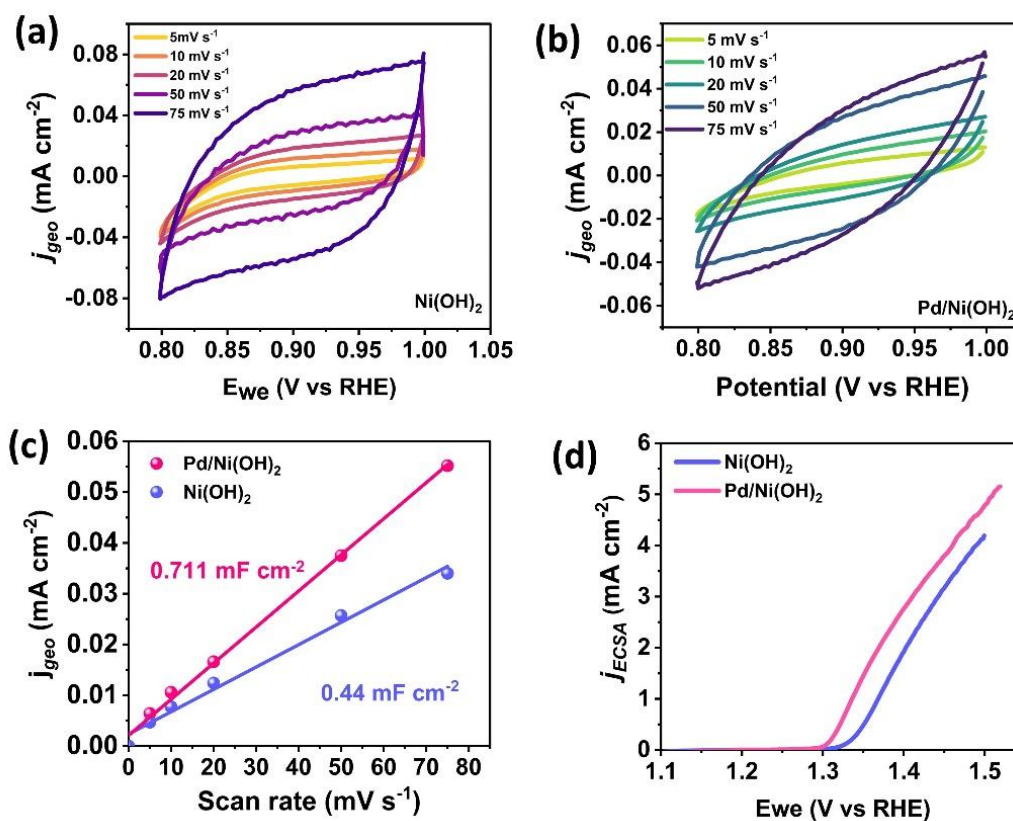 (a)
5mV s⁻¹
10 mV s⁻¹
20 mV s⁻¹
50 mV s⁻¹
75 mV s⁻¹
0.08
0.04
0.00
-0.04
-0.08
j_geo (mA cm⁻²)
Ni(OH)₂
0.80 0.85 0.90 0.95 1.00 1.05
E_we (V vs RHE)
(b)
5 mV s⁻¹
10 mV s⁻¹
20 mV s⁻¹
50 mV s⁻¹
75 mV s⁻¹
0.06
0.04
0.02
0.00
-0.02
-0.04
-0.06
j_geo (mA cm⁻²)
Pd/Ni(OH)₂
0.80 0.85 0.90 0.95 1.00
Potential (V vs RHE)
(c)
Pd/Ni(OH)₂
Ni(OH)₂
0.711 mF cm⁻²
0.44 mF cm⁻²
0.06
0.05
0.04
0.03
0.02
0.01
0.00
j_geo (mA cm⁻²)
0 10 20 30 40 50 60 70 80
Scan rate (mV s⁻¹)
(d)
Ni(OH)₂
Pd/Ni(OH)₂
6
5
4
3
2
1
0
j_ECSA (mA cm⁻²)
1.1 1.2 1.3 1.4 1.5
Ewe (V vs RHE)